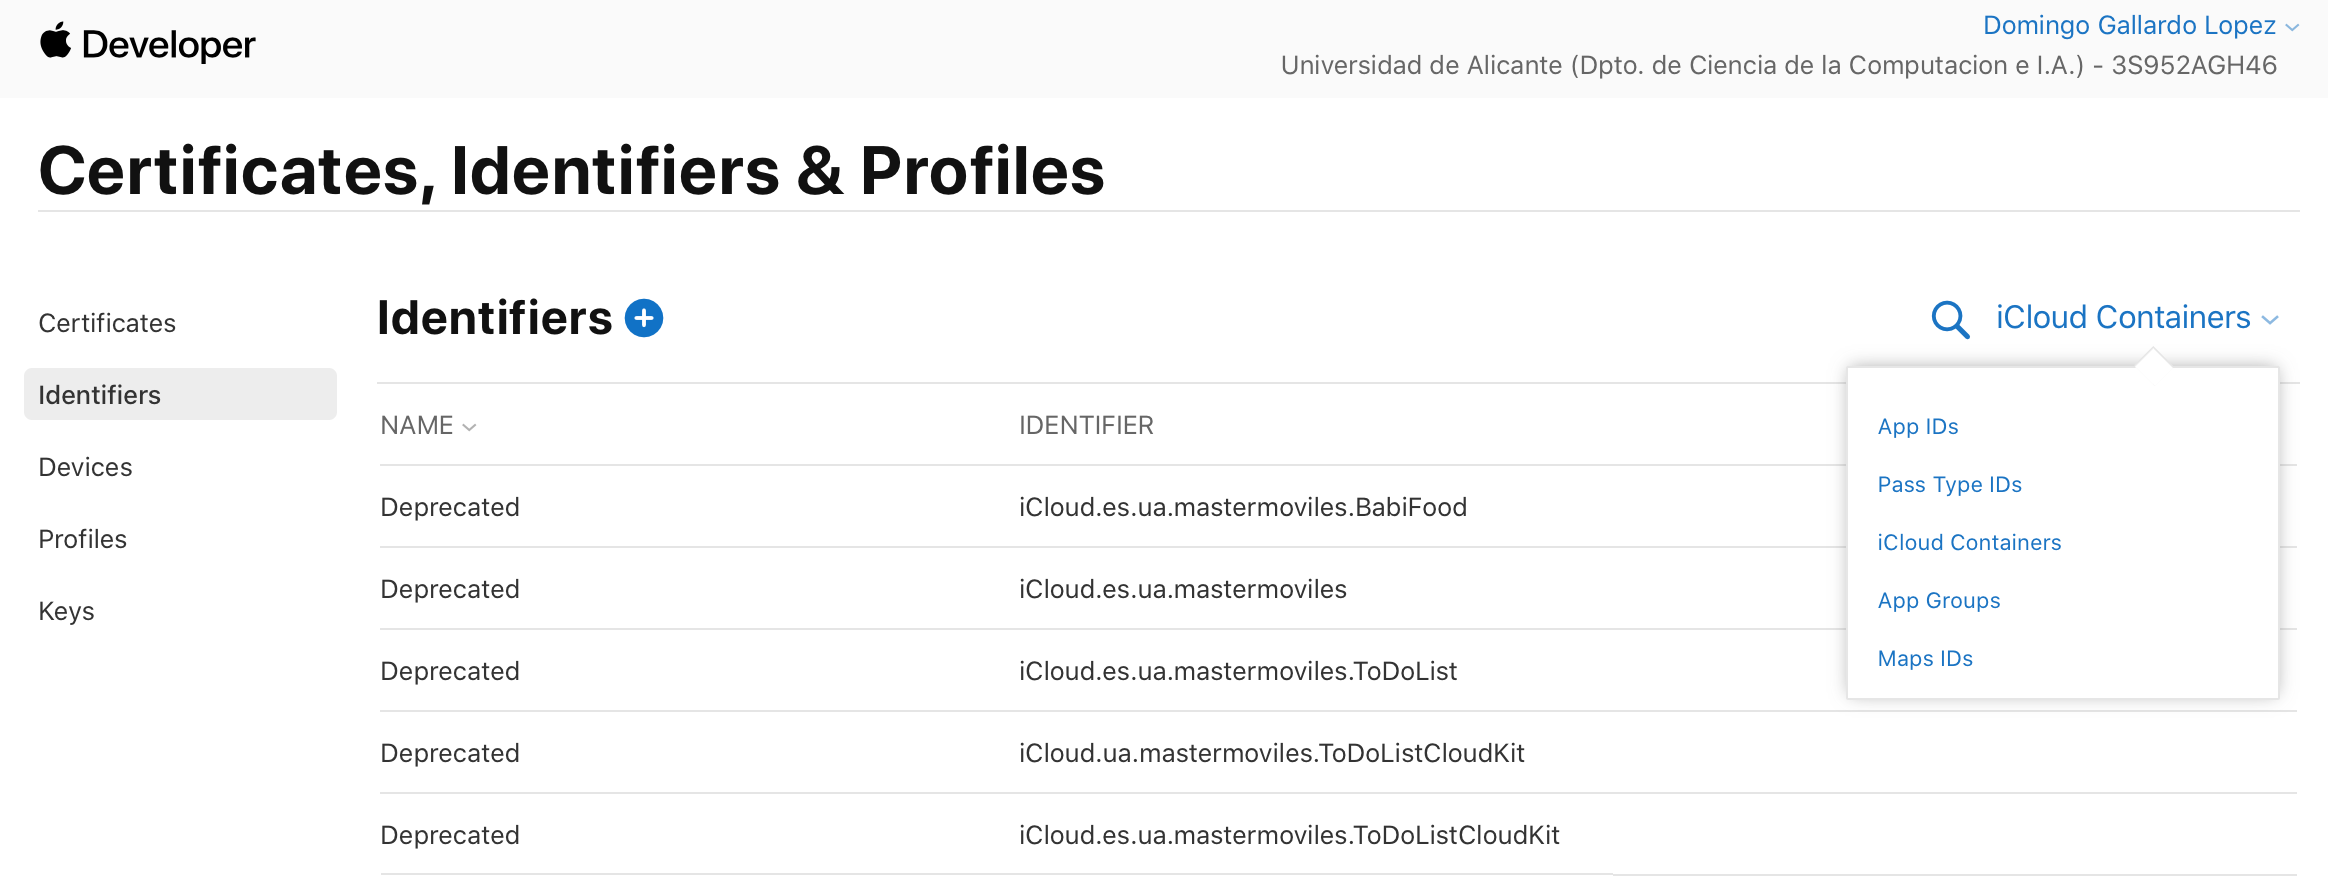 Developer
Domingo Gallardo Lopez
Universidad de Alicante (Dpto. de Ciencia de la Computacion e I.A.) - 3S952AGH46
Certificates, Identifiers & Profiles
Certificates
Identifiers
Devices
Profiles
Keys
Identifiers
iCloud Containers
App IDs
Pass Type IDs
iCloud Containers
App Groups
Maps IDs
NAME IDENTIFIER
Deprecated iCloud.es.ua.mastermoviles.BabiFood
Deprecated iCloud.es.ua.mastermoviles
Deprecated iCloud.es.ua.mastermoviles.ToDoList
Deprecated iCloud.ua.mastermoviles.ToDoListCloudKit
Deprecated iCloud.es.ua.mastermoviles.ToDoListCloudKit